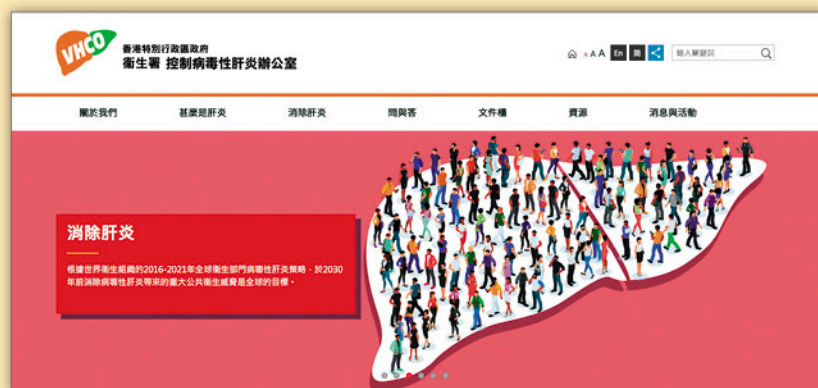 VHCO
香港特別行政區政府
衞生署 控制病毒性肝炎辦公室
A A A En 簡
輸入關鍵詞
關於我們 甚麼是肝炎 消除肝炎 問與答 文件櫃 資源 消息與活動
消除肝炎
根據世界衞生組織的2016-2021年全球衞生部門病毒性肝炎策略，於2030
年前消除病毒性肝炎帶來的重大公共衞生威脅是全球的目標。